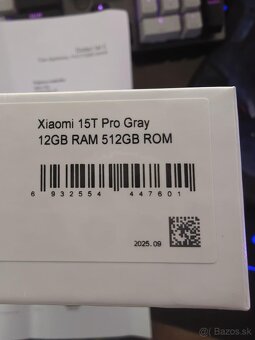 Xiaomi 15T Pro Gray
12GB RAM 512GB ROM
6 932554 447601
2025.09
Bazos.sk